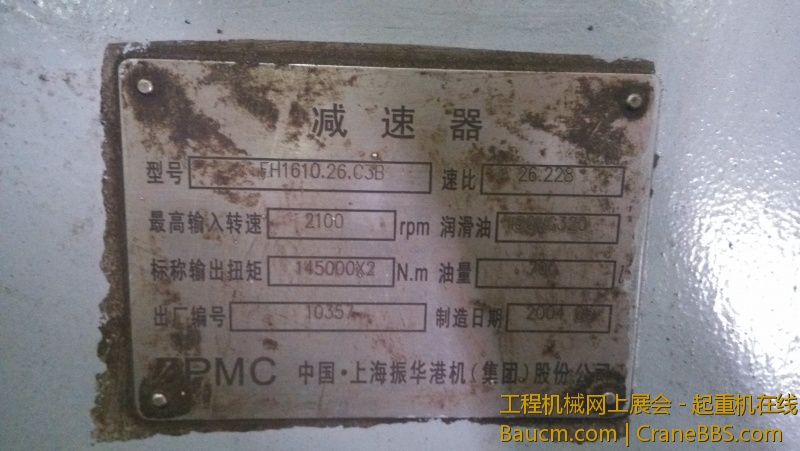 减速器
型号 FH1610.26.C3B 速比 26.228
最高输入转速 2100 rpm 润滑油
标称输出扭矩 145000X2 N.m 油量 l
出厂编号 10357 制造日期 2004
ZPMC 中国·上海振华港机(集团)股份公司
工程机械网上展会 - 起重机在线
Baucm.com | CraneBBS.com